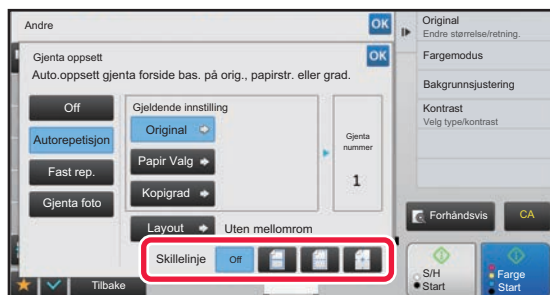 Andre
OK
Gjenta oppsett
OK
Auto.oppsett gjenta forside bas. på orig., papirstr. eller grad.
Off
Autorepetisjon
Fast rep.
Gjenta foto
Gjeldende innstilling
Original
Papir Valg
Kopigrad
Gjenta
nummer
1
Layout
Uten mellomrom
Skillelinje
Off
Tilbake
Original
Endre størrelse/retning.
Fargemodus
Bakgrunnsjustering
Kontrast
Velg type/kontrast
Forhåndsvis
CA
S/H
Start
Farge
Start